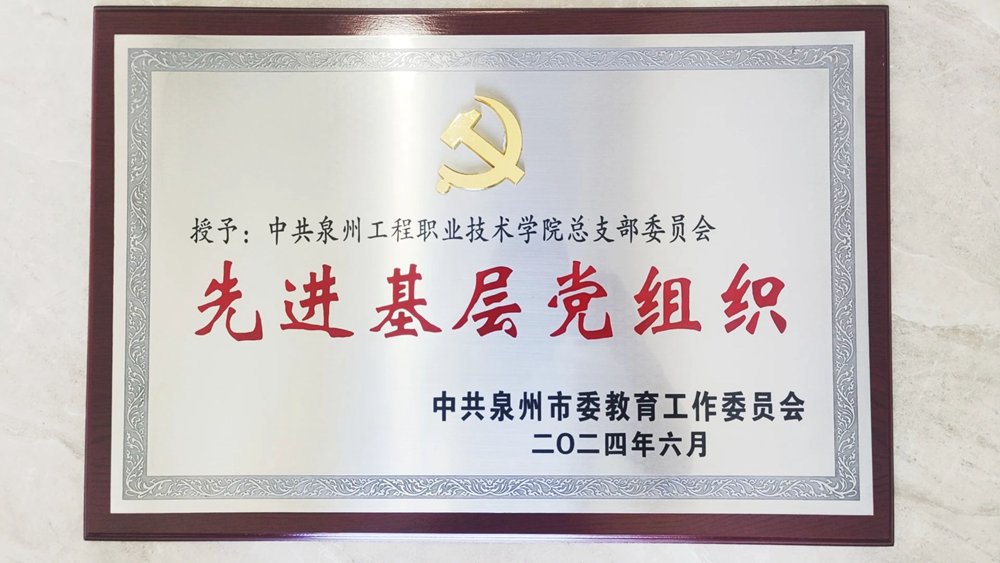 授予：中共泉州工程职业技术学院总支部委员会
先进基层党组织
中共泉州市委教育工作委员会
二〇二四年六月